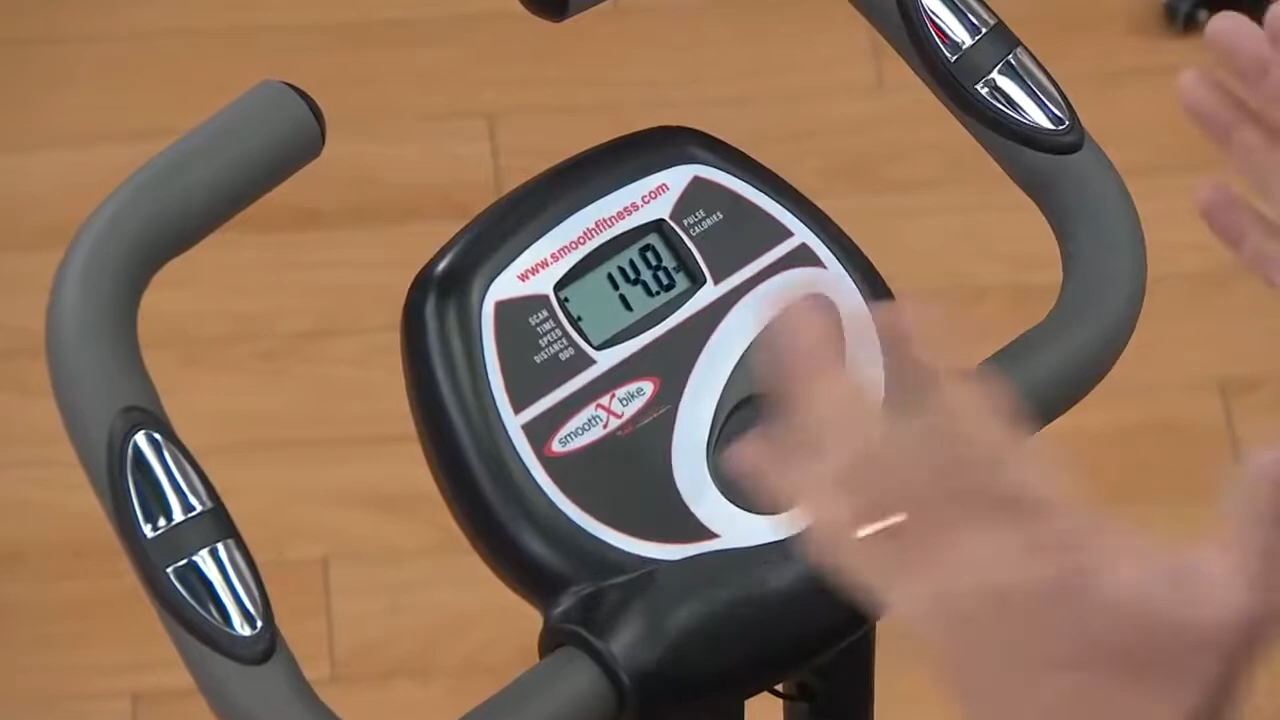 www.smoothfitness.com
PULSE
CALORIES
14.8
SCAN
TIME
SPEED
DISTANCE
ODO
smooth X bike